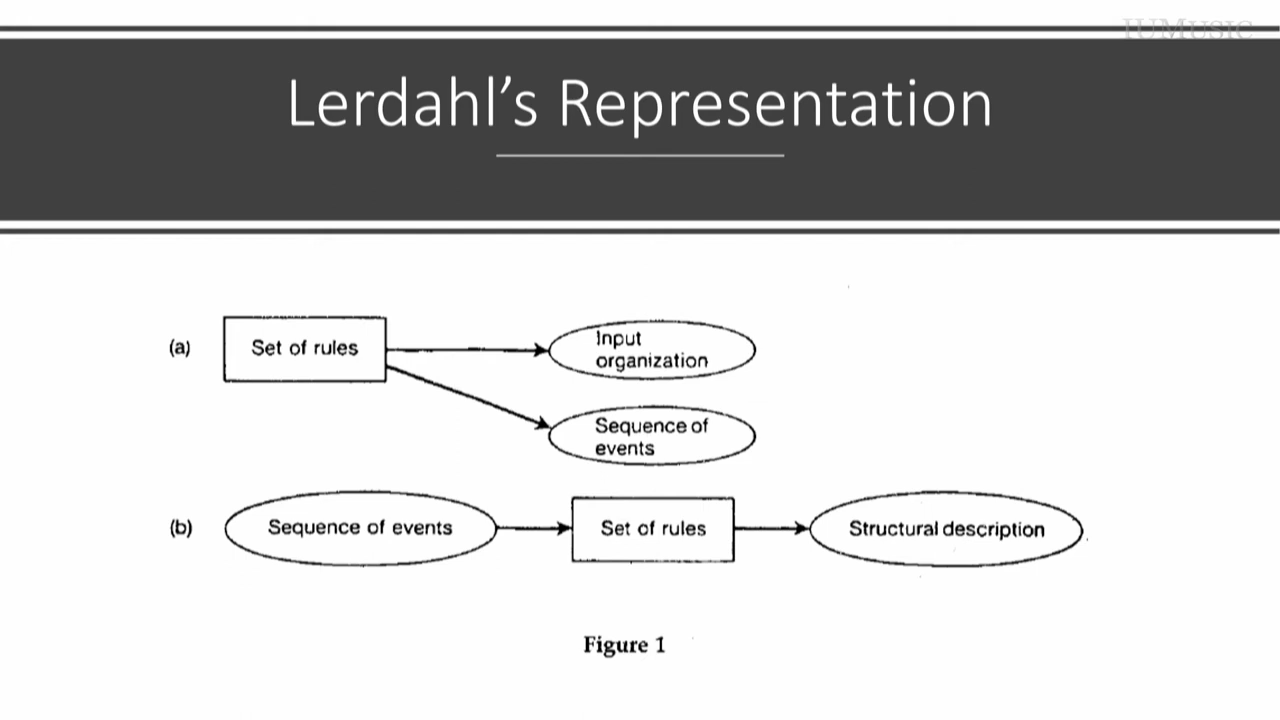 IUMusic
Lerdahl’s Representation
(a)
Set of rules
Input
organization
Sequence of
events
(b)
Sequence of events
Set of rules
Structural description
Figure 1